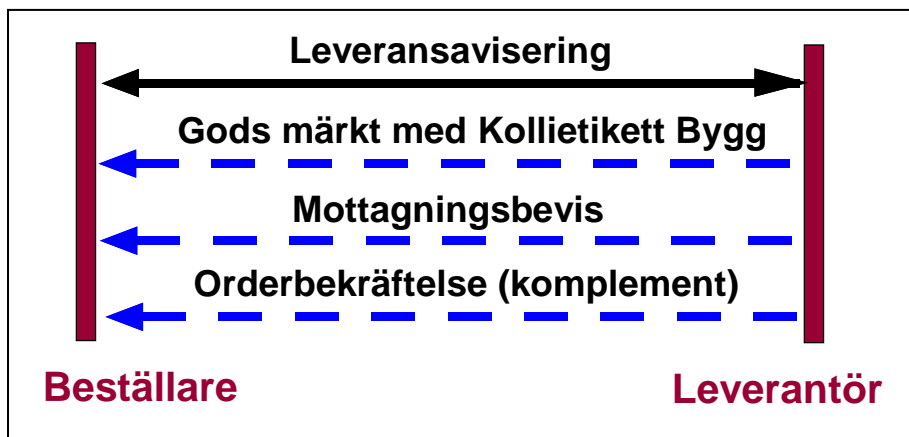 Leveransavisering
Gods märkt med Kollietikett Bygg
Mottagningsbevis
Orderbekräftelse (komplement)
Beställare
Leverantör